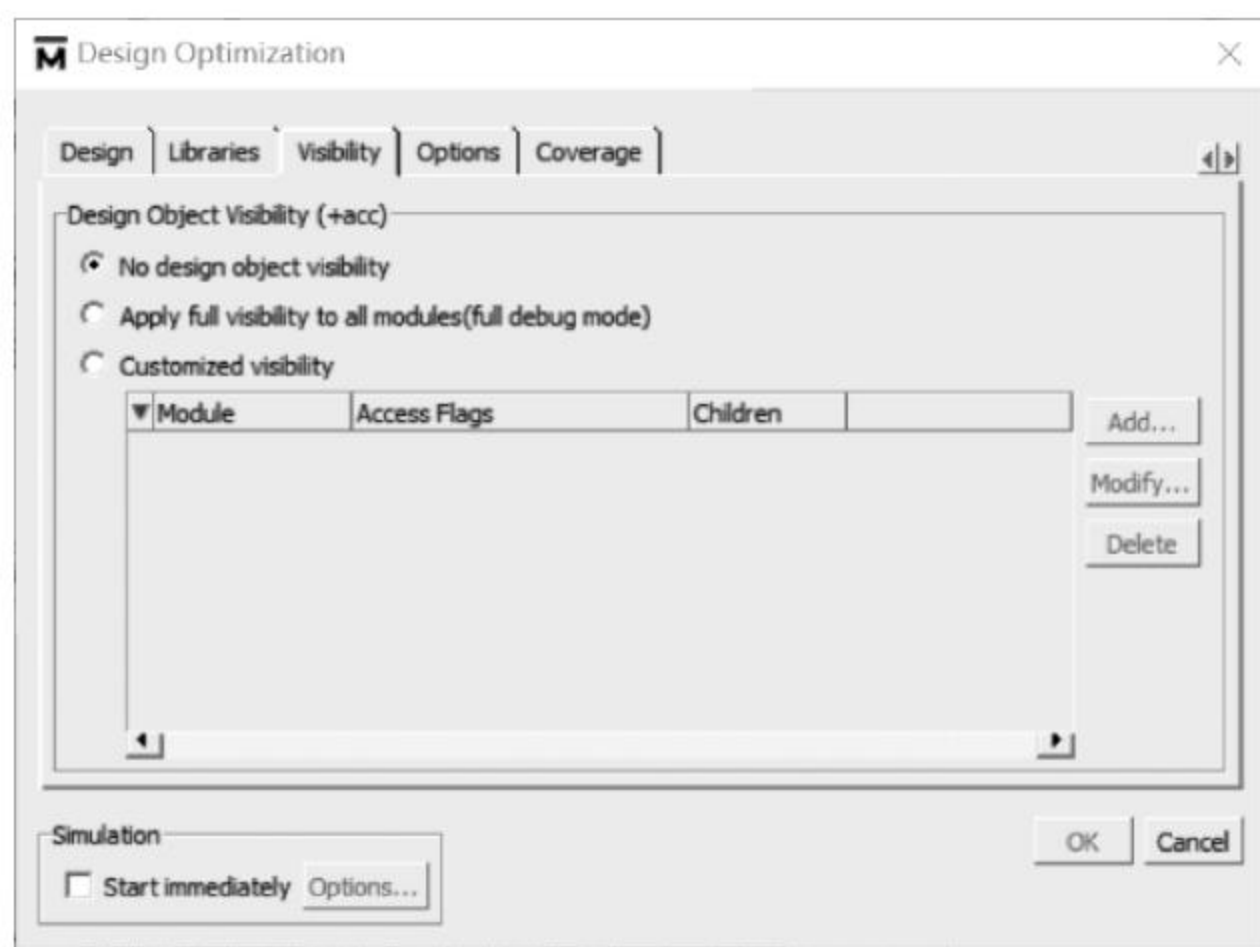 Design Optimization
Design Libraries Visibility Options Coverage
Design Object Visibility (+acc)
No design object visibility
Apply full visibility to all modules(full debug mode)
Customized visibility
Module Access Flags Children
Add...
Modify...
Delete
Simulation
Start immediately Options...
OK Cancel